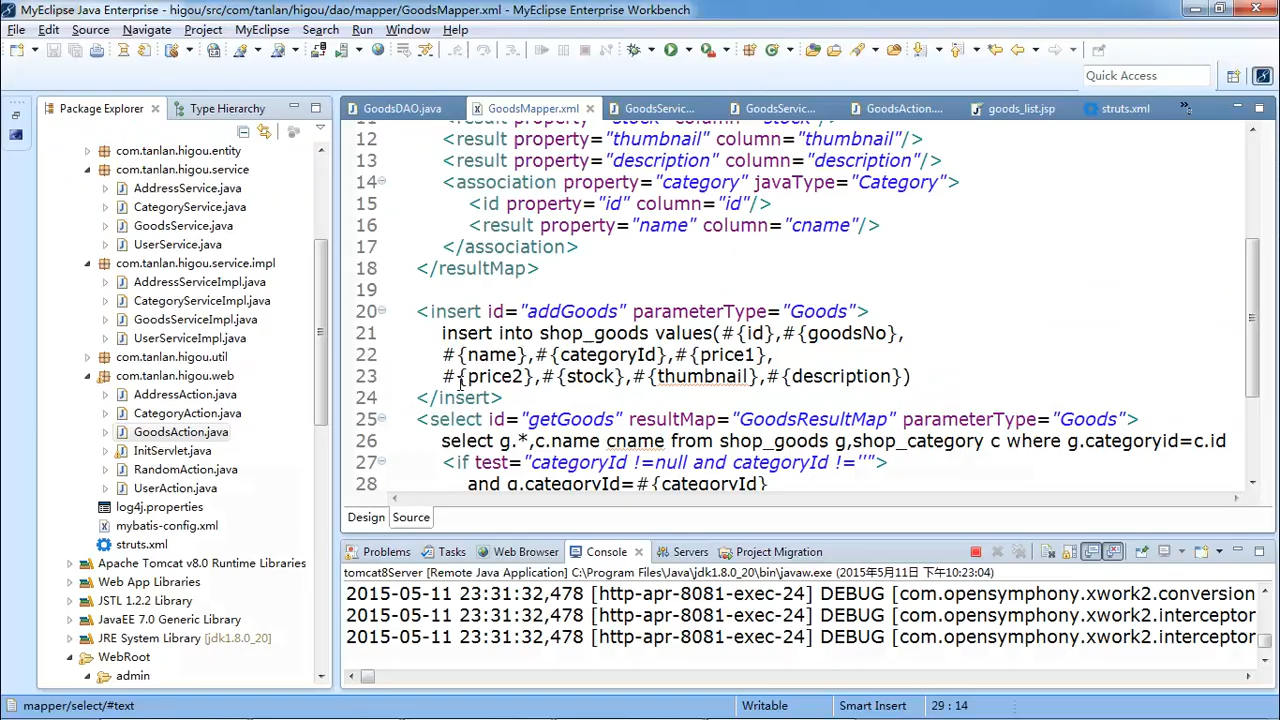 MyEclipse Java Enterprise - higou/src/com/tanlan/higou/dao/mapper/GoodsMapper.xml - MyEclipse Enterprise Workbench
File Edit Source Navigate Project MyEclipse Search Run Window Help
Quick Access
Package Explorer Type Hierarchy
com.tanlan.higou.entity
com.tanlan.higou.service
AddressService.java
CategoryService.java
GoodsService.java
UserService.java
com.tanlan.higou.service.impl
AddressServiceImpl.java
CategoryServiceImpl.java
GoodsServiceImpl.java
UserServiceImpl.java
com.tanlan.higou.util
com.tanlan.higou.web
AddressAction.java
CategoryAction.java
GoodsAction.java
InitServlet.java
RandomAction.java
UserAction.java
log4j.properties
mybatis-config.xml
struts.xml
Apache Tomcat v8.0 Runtime Libraries
Web App Libraries
JSTL 1.2.2 Library
JavaEE 7.0 Generic Library
JRE System Library [jdk1.8.0_20]
WebRoot
admin
GoodsDAO.java GoodsMapper.xml GoodsServic... GoodsServic... GoodsAction.... goods_list.jsp struts.xml
11 <result property="stock" column="stock"/>
12 <result property="thumbnail" column="thumbnail"/>
13 <result property="description" column="description"/>
14 <association property="category" javaType="Category">
15 <id property="id" column="id"/>
16 <result property="name" column="cname"/>
17 </association>
18 </resultMap>
19
20 <insert id="addGoods" parameterType="Goods">
21 insert into shop_goods values(#{id},#{goodsNo},
22 #{name},#{categoryId},#{price1},
23 #{price2},#{stock},#{thumbnail},#{description})
24 </insert>
25 <select id="getGoods" resultMap="GoodsResultMap" parameterType="Goods">
26 select g.*,c.name cname from shop_goods g,shop_category c where g.categoryid=c.id
27 <if test="categoryId !=null and categoryId !=''">
28 and g.categoryid=#{categoryId}
Design Source
Problems Tasks Web Browser Console Servers Project Migration
tomcat8Server [Remote Java Application] C:\Program Files\Java\jdk1.8.0_20\bin\javaw.exe (2015年5月11日 下午10:23:04)
2015-05-11 23:31:32,478 [http-apr-8081-exec-24] DEBUG [com.opensymphony.xwork2.conversion
2015-05-11 23:31:32,478 [http-apr-8081-exec-24] DEBUG [com.opensymphony.xwork2.interceptor
2015-05-11 23:31:32,478 [http-apr-8081-exec-24] DEBUG [com.opensymphony.xwork2.interceptor
mapper/select/#text Writable Smart Insert 29 : 14